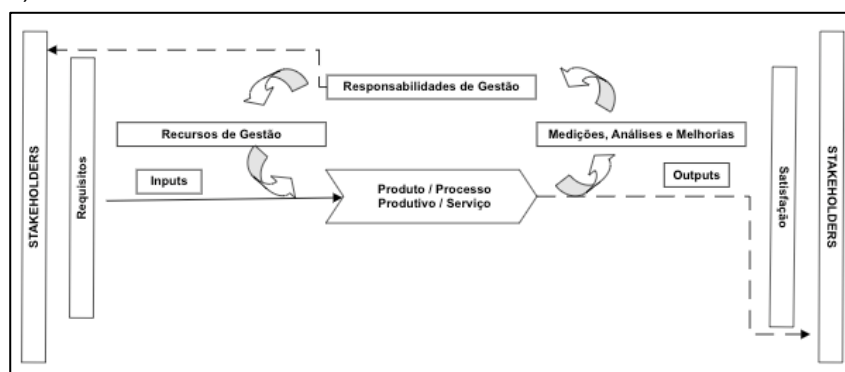 STAKEHOLDERS
Requisitos
Responsabilidades de Gestão
Recursos de Gestão
Medições, Análises e Melhorias
Inputs
Produto / Processo
Produtivo / Serviço
Outputs
Satisfação
STAKEHOLDERS